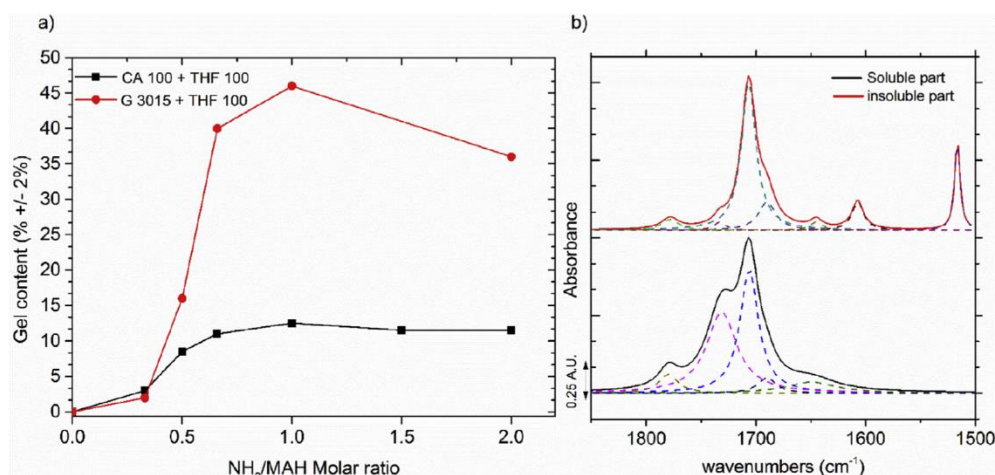 a)
50
45
40
35
30
25
20
15
10
5
0
Gel content (% +/- 2%)
CA 100 + THF 100
G 3015 + THF 100
0.0 0.5 1.0 1.5 2.0
NH₂/MAH Molar ratio
b)
Soluble part
insoluble part
Absorbance
0.25 A.U.
1800 1700 1600 1500
wavenumbers (cm⁻¹)